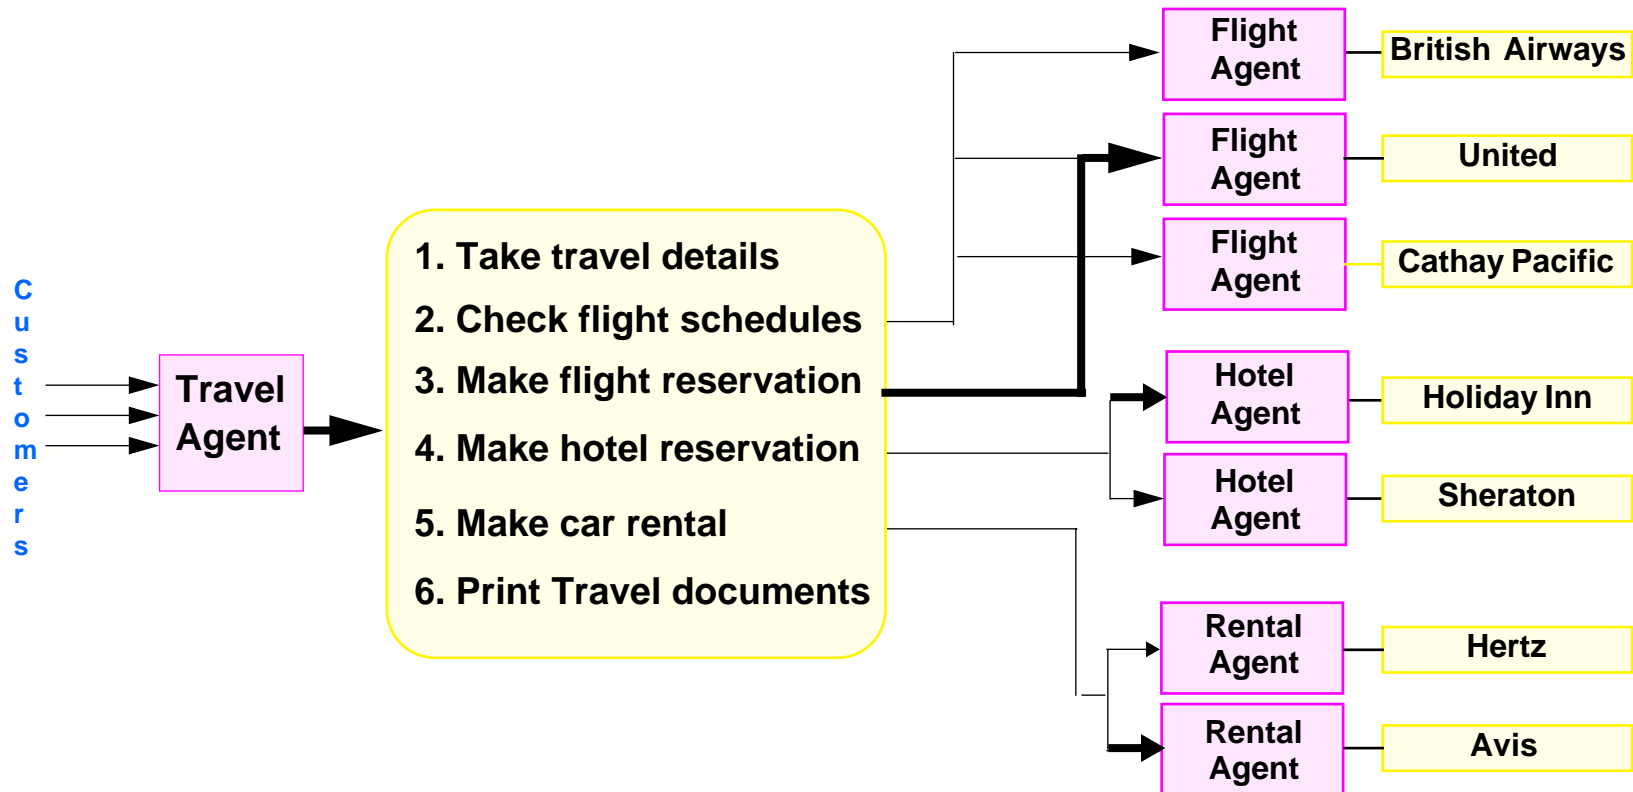 Customers
Travel
Agent
1. Take travel details
2. Check flight schedules
3. Make flight reservation
4. Make hotel reservation
5. Make car rental
6. Print Travel documents
Flight
Agent
British Airways
Flight
Agent
United
Flight
Agent
Cathay Pacific
Hotel
Agent
Holiday Inn
Hotel
Agent
Sheraton
Rental
Agent
Hertz
Rental
Agent
Avis